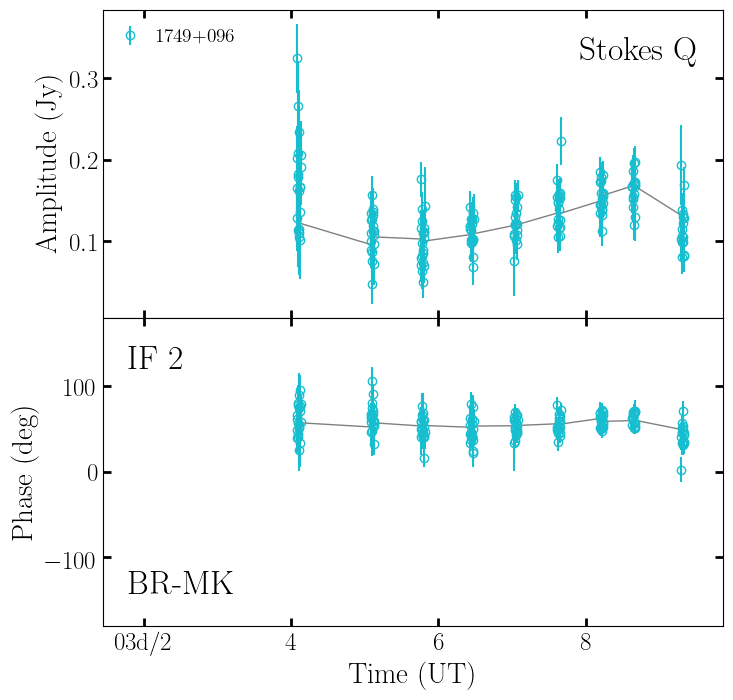 1749+096
Stokes Q
Amplitude (Jy)
0.3
0.2
0.1
IF 2
BR-MK
Phase (deg)
100
0
−100
03d/2
4
6
8
Time (UT)